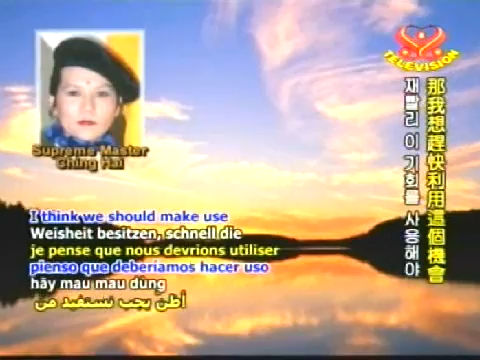 TELEVISION
Supreme Master
Ching Hai
那我想趕快利用這個機會
재빨리 이 기회를 사용해야
I think we should make use
Weisheit besitzen, schnell die
je pense que nous devrions utiliser
pienso que deberiamos hacer uso
hãy mau mau dùng
أظن يجب نستفيد من